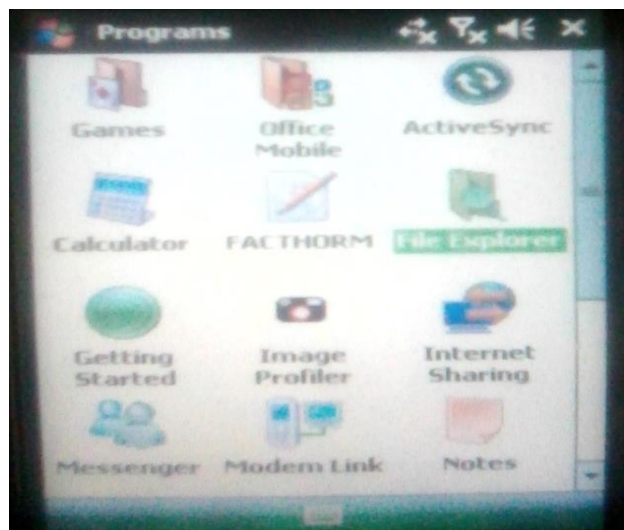 Programs
Games
Office Mobile
ActiveSync
Calculator
FACTHORM
File Explorer
Getting Started
Image Profiler
Internet Sharing
Messenger
Modem Link
Notes